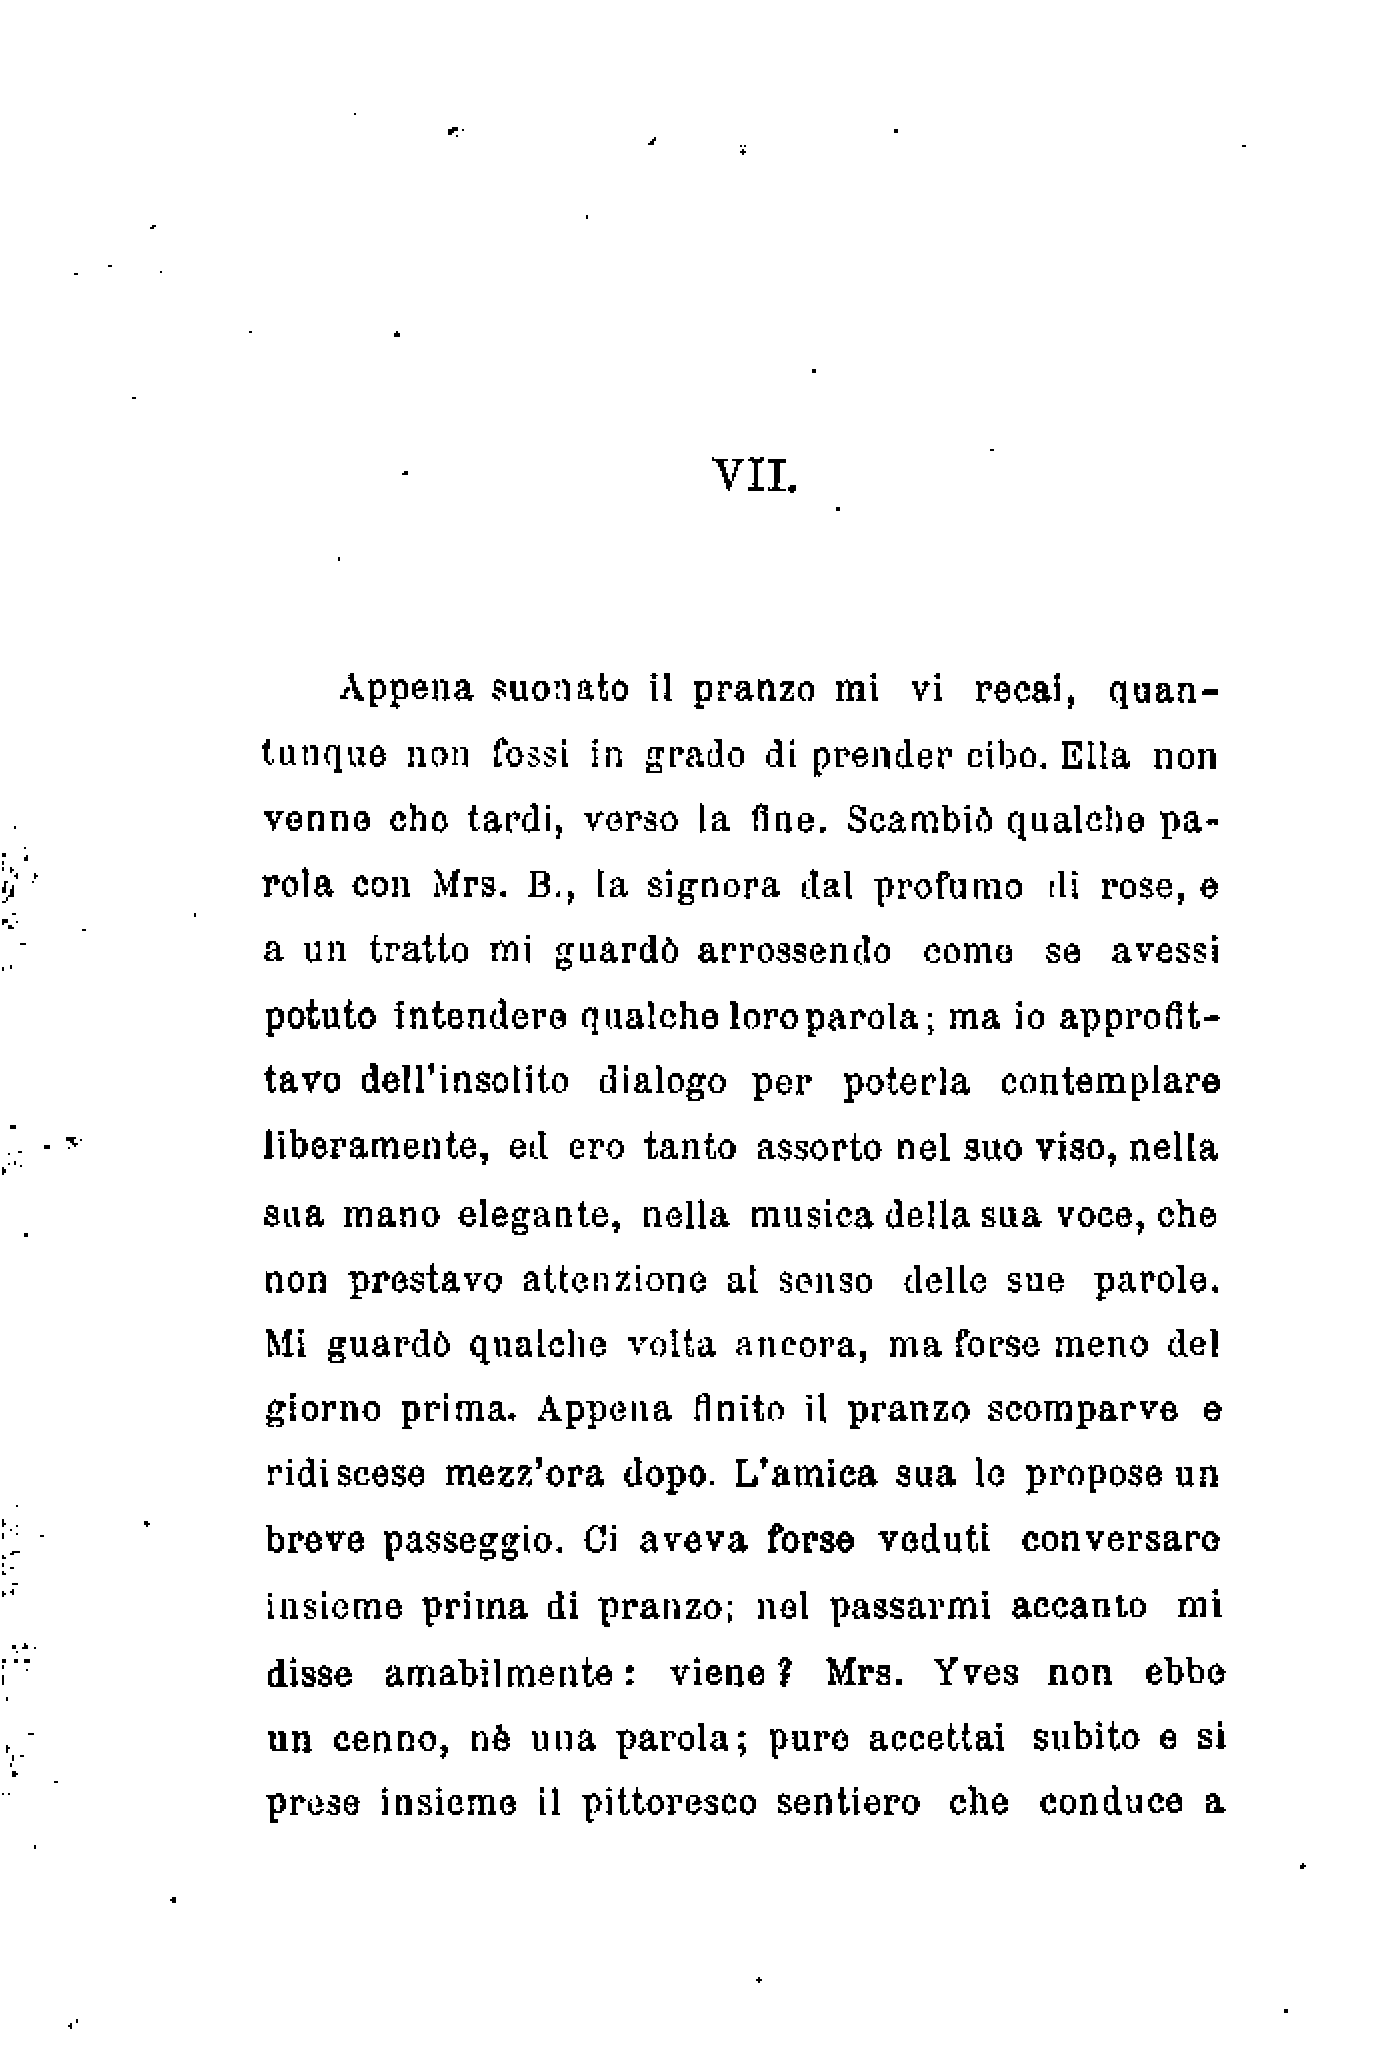 VII.
Appena suonato il pranzo mi vi recai, quan-
tunque non fossi in grado di prender cibo. Ella non
venne che tardi, verso la fine. Scambiò qualche pa-
rola con Mrs. B., la signora dal profumo di rose, e
a un tratto mi guardò arrossendo come se avessi
potuto intendere qualche loro parola; ma io approfit-
tavo dell'insolito dialogo per poterla contemplare
liberamente, ed ero tanto assorto nel suo viso, nella
sua mano elegante, nella musica della sua voce, che
non prestavo attenzione al senso delle sue parole.
Mi guardò qualche volta ancora, ma forse meno del
giorno prima. Appena finito il pranzo scomparve e
ridiscese mezz'ora dopo. L'amica sua le propose un
breve passeggio. Ci aveva forse veduti conversare
insieme prima di pranzo; nel passarmi accanto mi
disse amabilmente: viene? Mrs. Yves non ebbe
un cenno, nè una parola; pure accettai subito e si
prese insieme il pittoresco sentiero che conduce a